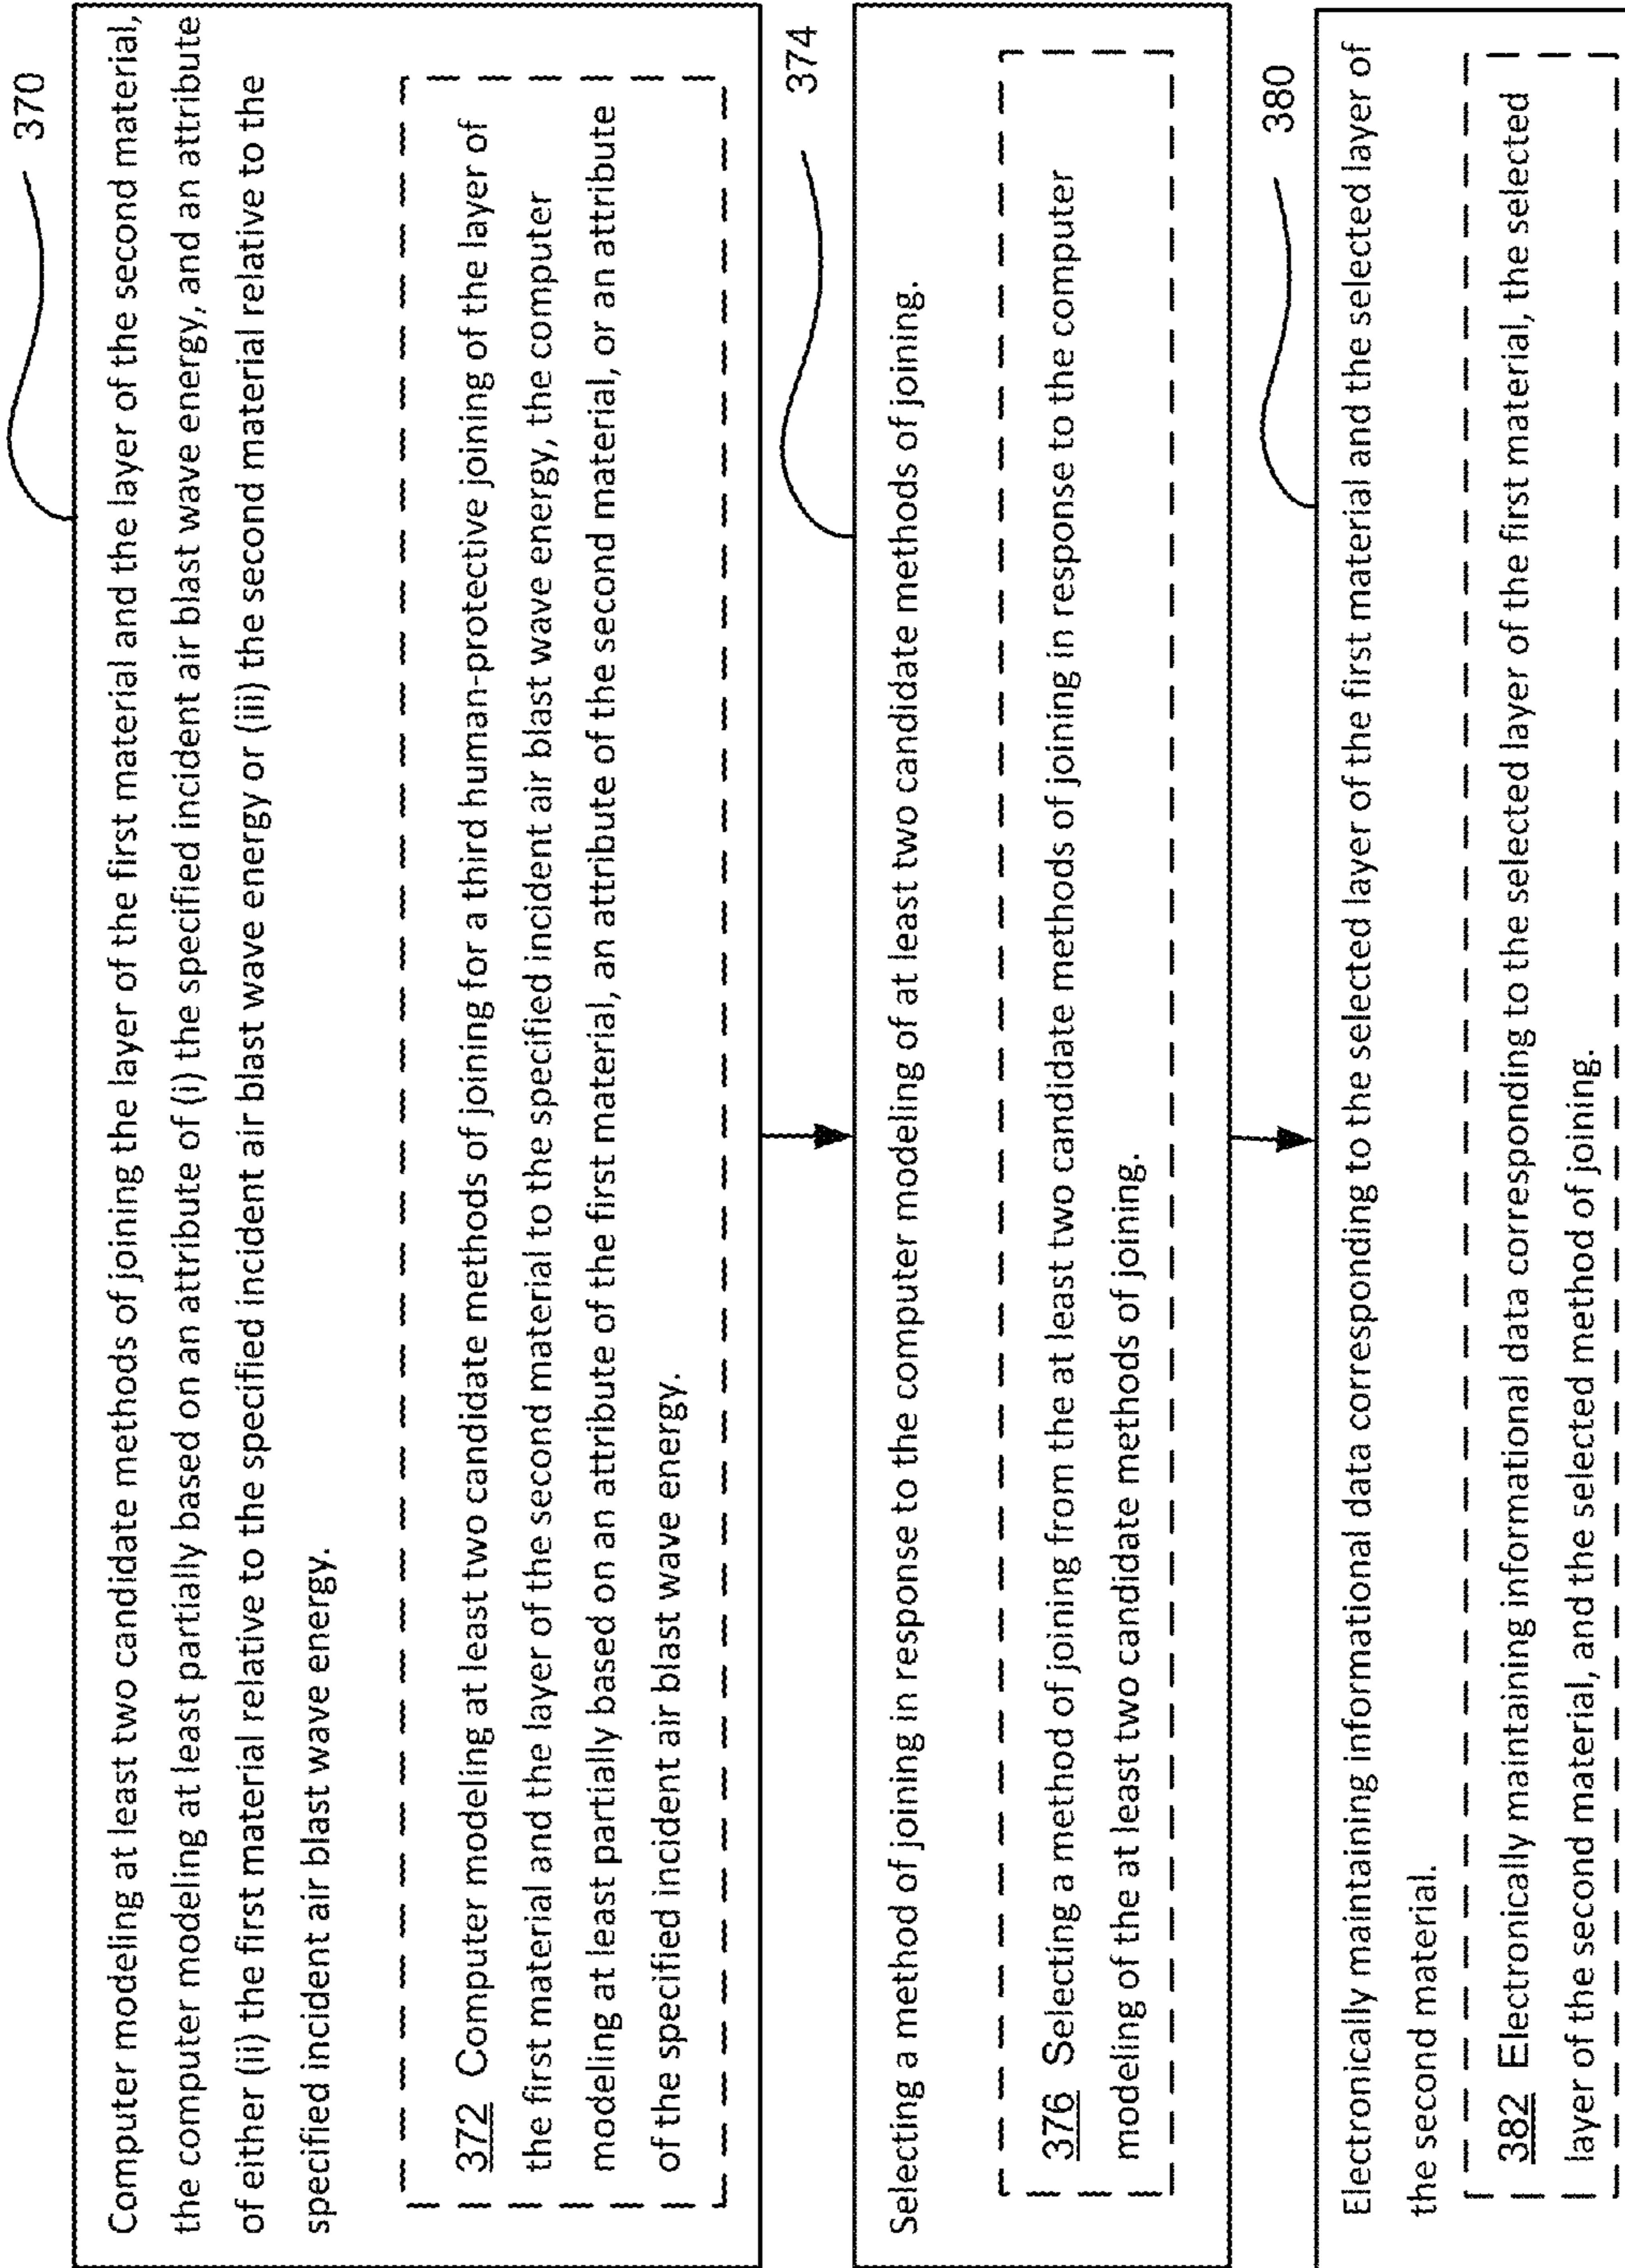 370
Computer modeling at least two candidate methods of joining the layer of the first material and the layer of the second material,
the computer modeling at least partially based on an attribute of (i) the specified incident air blast wave energy, and an attribute
of either (ii) the first material relative to the specified incident air blast wave energy or (iii) the second material relative to the
specified incident air blast wave energy.
372 Computer modeling at least two candidate methods of joining for a third human-protective joining of the layer of
the first material and the layer of the second material to the specified incident air blast wave energy, the computer
modeling at least partially based on an attribute of the first material, an attribute of the second material, or an attribute
of the specified incident air blast wave energy.
374
Selecting a method of joining in response to the computer modeling of at least two candidate methods of joining.
376 Selecting a method of joining from the at least two candidate methods of joining in response to the computer
modeling of the at least two candidate methods of joining.
380
Electronically maintaining informational data corresponding to the selected layer of the first material and the selected layer of
the second material.
382 Electronically maintaining informational data corresponding to the selected layer of the first material, the selected
layer of the second material, and the selected method of joining.